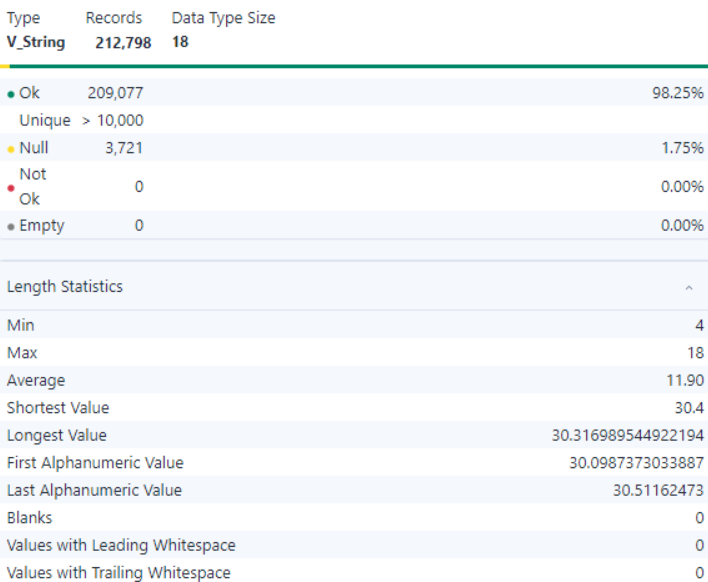 Type Records Data Type Size
V_String 212,798 18
Ok 209,077 98.25%
Unique > 10,000
Null 3,721 1.75%
Not
Ok 0 0.00%
Empty 0 0.00%
Length Statistics
Min 4
Max 18
Average 11.90
Shortest Value 30.4
Longest Value 30.316989544922194
First Alphanumeric Value 30.0987373033887
Last Alphanumeric Value 30.51162473
Blanks 0
Values with Leading Whitespace 0
Values with Trailing Whitespace 0